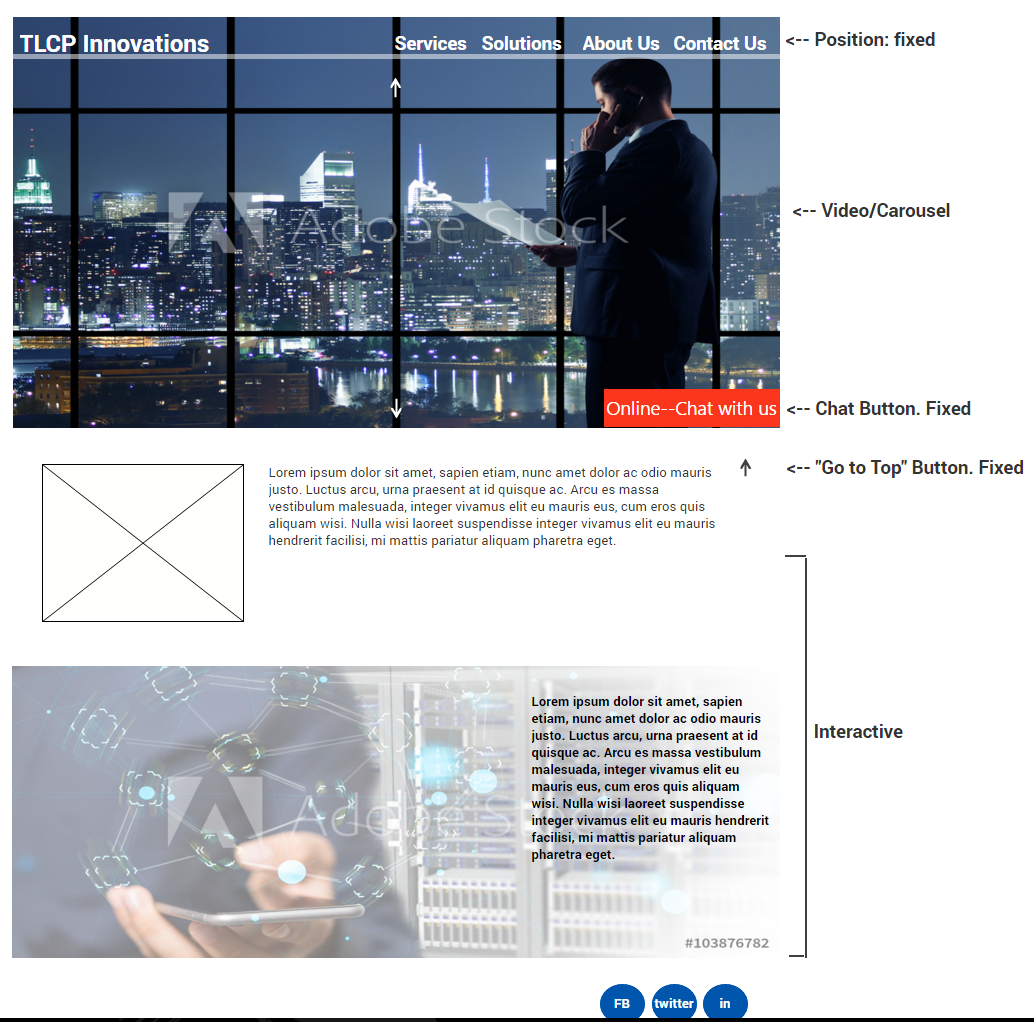 TLCP Innovations
Services Solutions About Us Contact Us
<-- Position: fixed
<-- Video/Carousel
Adobe Stock
Online--Chat with us
<-- Chat Button. Fixed
<-- "Go to Top" Button. Fixed
Lorem ipsum dolor sit amet, sapien etiam, nunc amet dolor ac odio mauris
justo. Luctus arcu, urna praesent at id quisque ac. Arcu es massa
vestibulum malesuada, integer vivamus elit eu mauris eus, cum eros quis
aliquam wisi. Nulla wisi laoreet suspendisse integer vivamus elit eu mauris
hendrerit facilisi, mi mattis pariatur aliquam pharetra eget.
Interactive
Lorem ipsum dolor sit amet, sapien
etiam, nunc amet dolor ac odio mauris
justo. Luctus arcu, urna praesent at id
quisque ac. Arcu es massa vestibulum
malesuada, integer vivamus elit eu
mauris eus, cum eros quis aliquam
wisi. Nulla wisi laoreet suspendisse
integer vivamus elit eu mauris hendrerit
facilisi, mi mattis pariatur aliquam
pharetra eget.
Adobe Stock
#103876782
FB twitter in